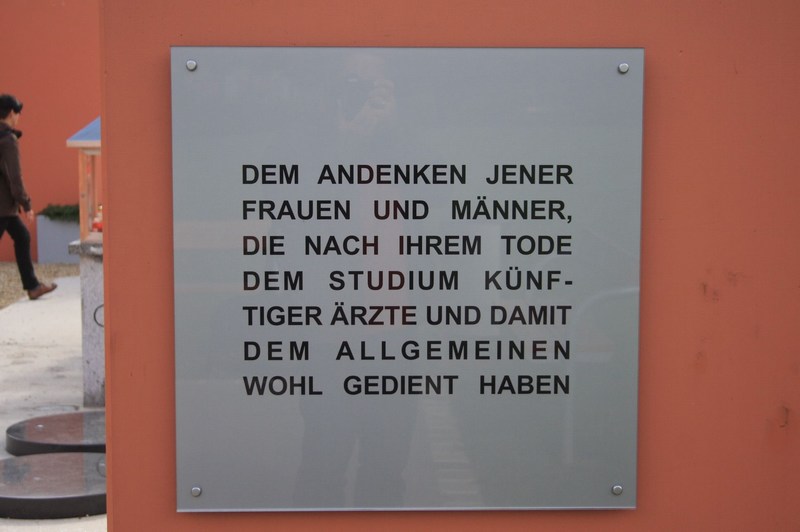 DEM ANDENKEN JENER
FRAUEN UND MÄNNER,
DIE NACH IHREM TODE
DEM STUDIUM KÜNF-
TIGER ÄRZTE UND DAMIT
DEM ALLGEMEINEN
WOHL GEDIENT HABEN